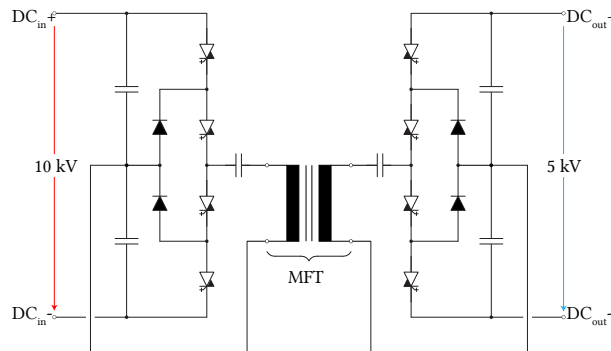 DCin+
DCout-
10 kV
5 kV
MFT
DCin-
DCout-